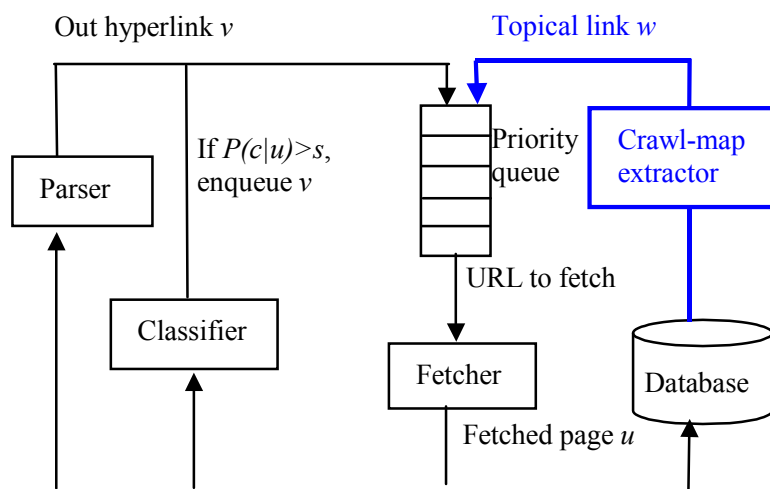 Out hyperlink v
Topical link w
If P(c|u)>s,
enqueue v
Parser
Priority
queue
Crawl-map
extractor
URL to fetch
Classifier
Fetcher
Database
Fetched page u